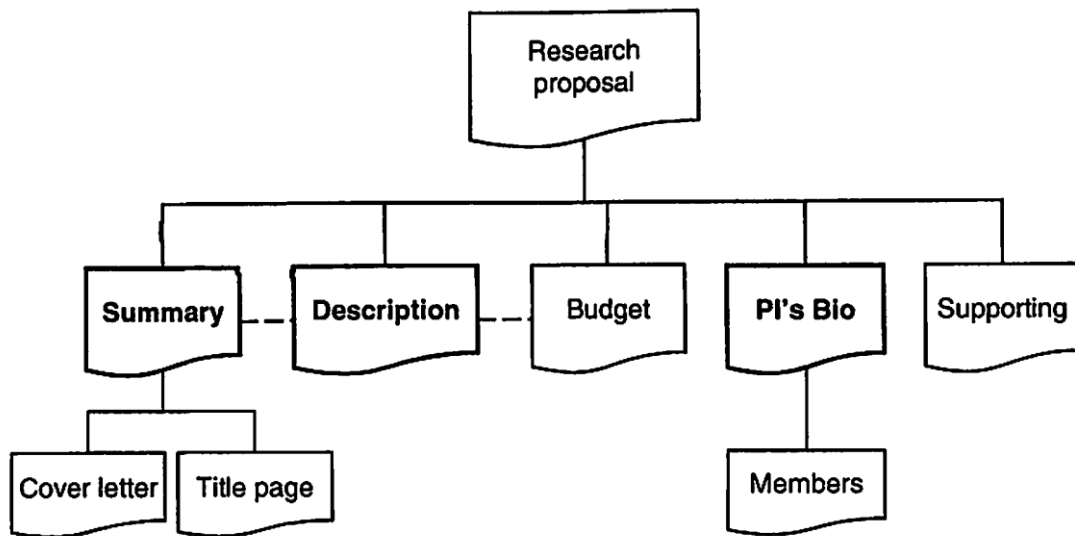 Research
proposal
Summary
Description
Budget
PI's Bio
Supporting
Cover letter
Title page
Members